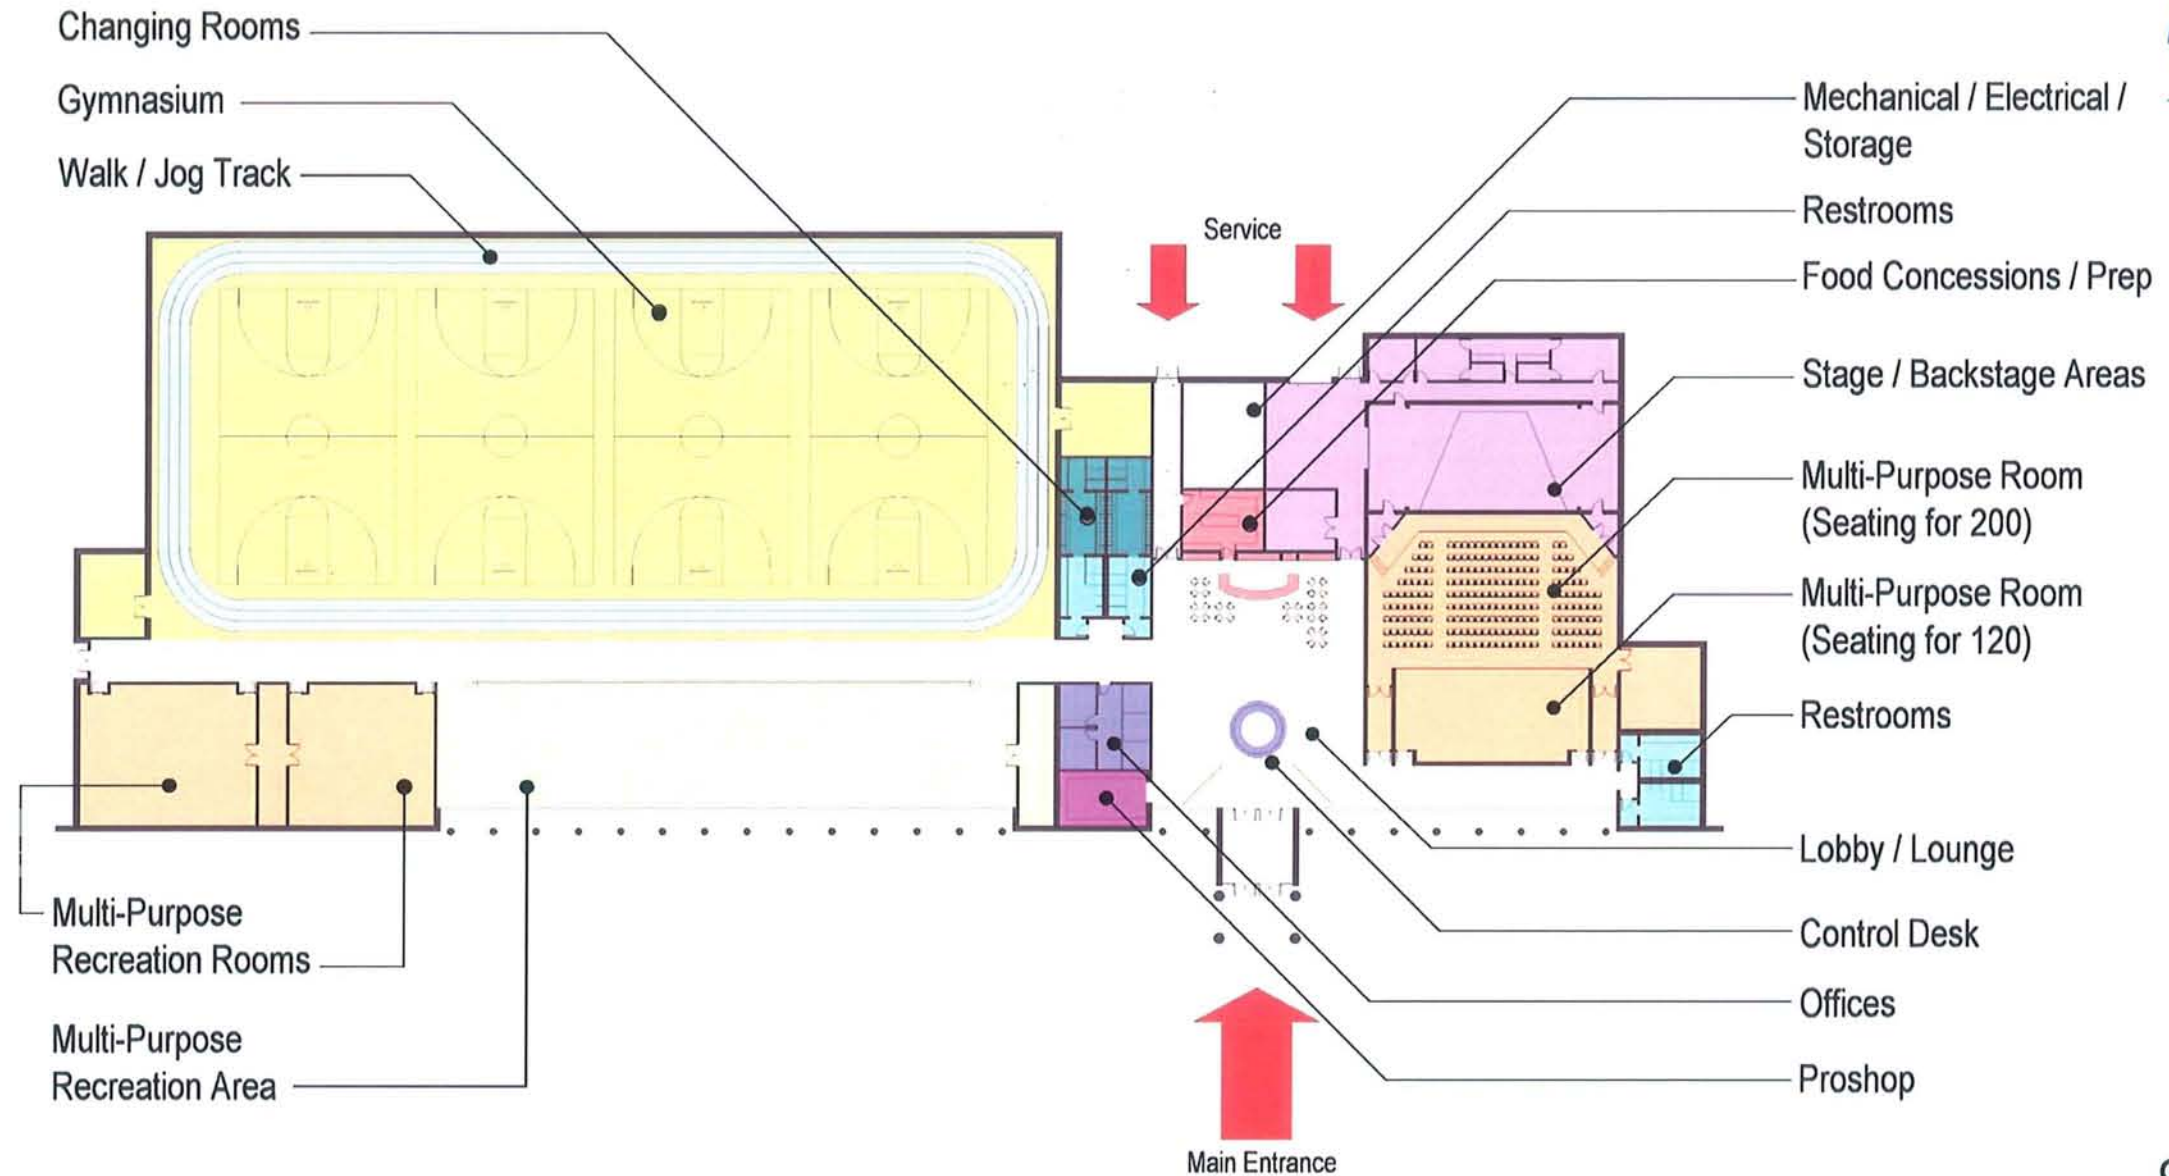 Changing Rooms
Gymnasium
Walk / Jog Track
Service
Mechanical / Electrical /
Storage
Restrooms
Food Concessions / Prep
Stage / Backstage Areas
Multi-Purpose Room
(Seating for 200)
Multi-Purpose Room
(Seating for 120)
Restrooms
Lobby / Lounge
Control Desk
Offices
Proshop
Multi-Purpose
Recreation Rooms
Multi-Purpose
Recreation Area
Main Entrance